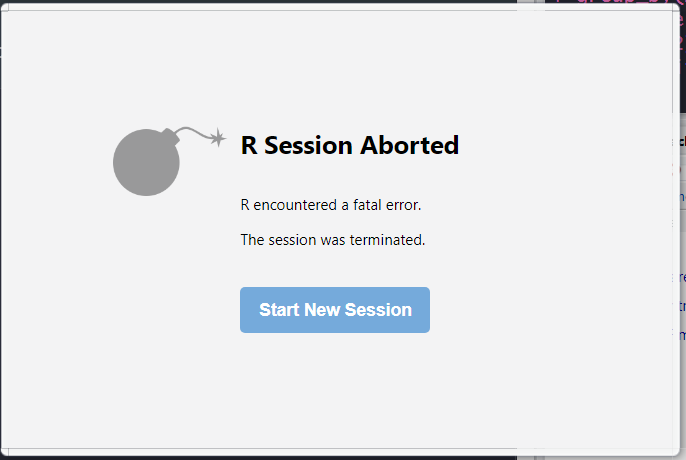 R Session Aborted
R encountered a fatal error.
The session was terminated.
Start New Session